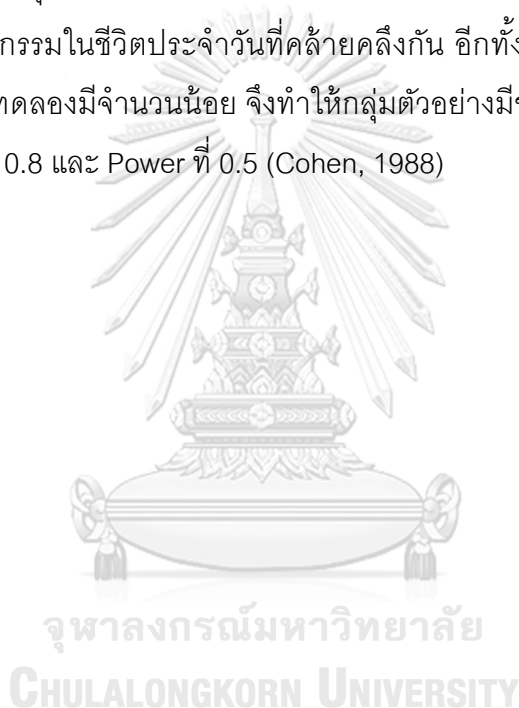 กรรมในชีวิตประจำวันที่คล้ายคลึงกัน อีกทั้ง
ทดลองมีจำนวนน้อย จึงทำให้กลุ่มตัวอย่างมี
0.8 และ Power ที่ 0.5 (Cohen, 1988)
จุฬาลงกรณ์มหาวิทยาลัย
CHULALONGKORN UNIVERSITY